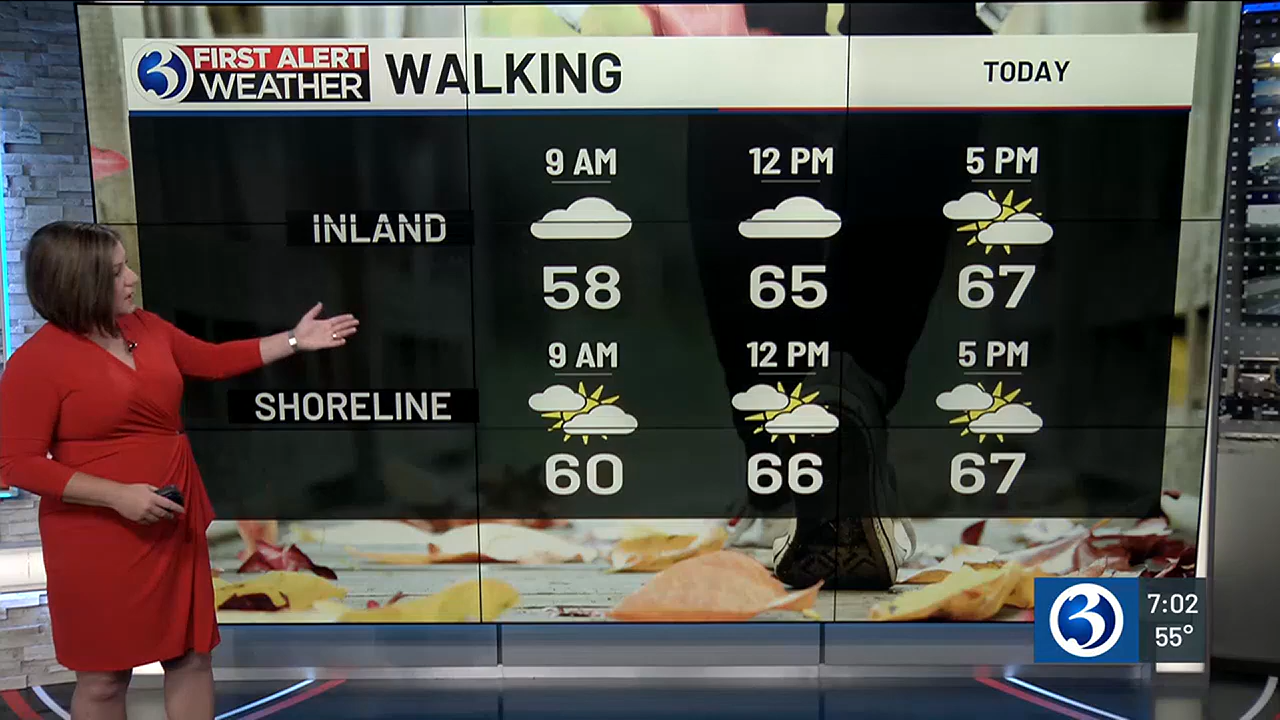 3 FIRST ALERT WEATHER
WALKING
TODAY
9 AM 12 PM 5 PM
INLAND
58 65 67
9 AM 12 PM 5 PM
SHORELINE
60 66 67
3
7:02
55°